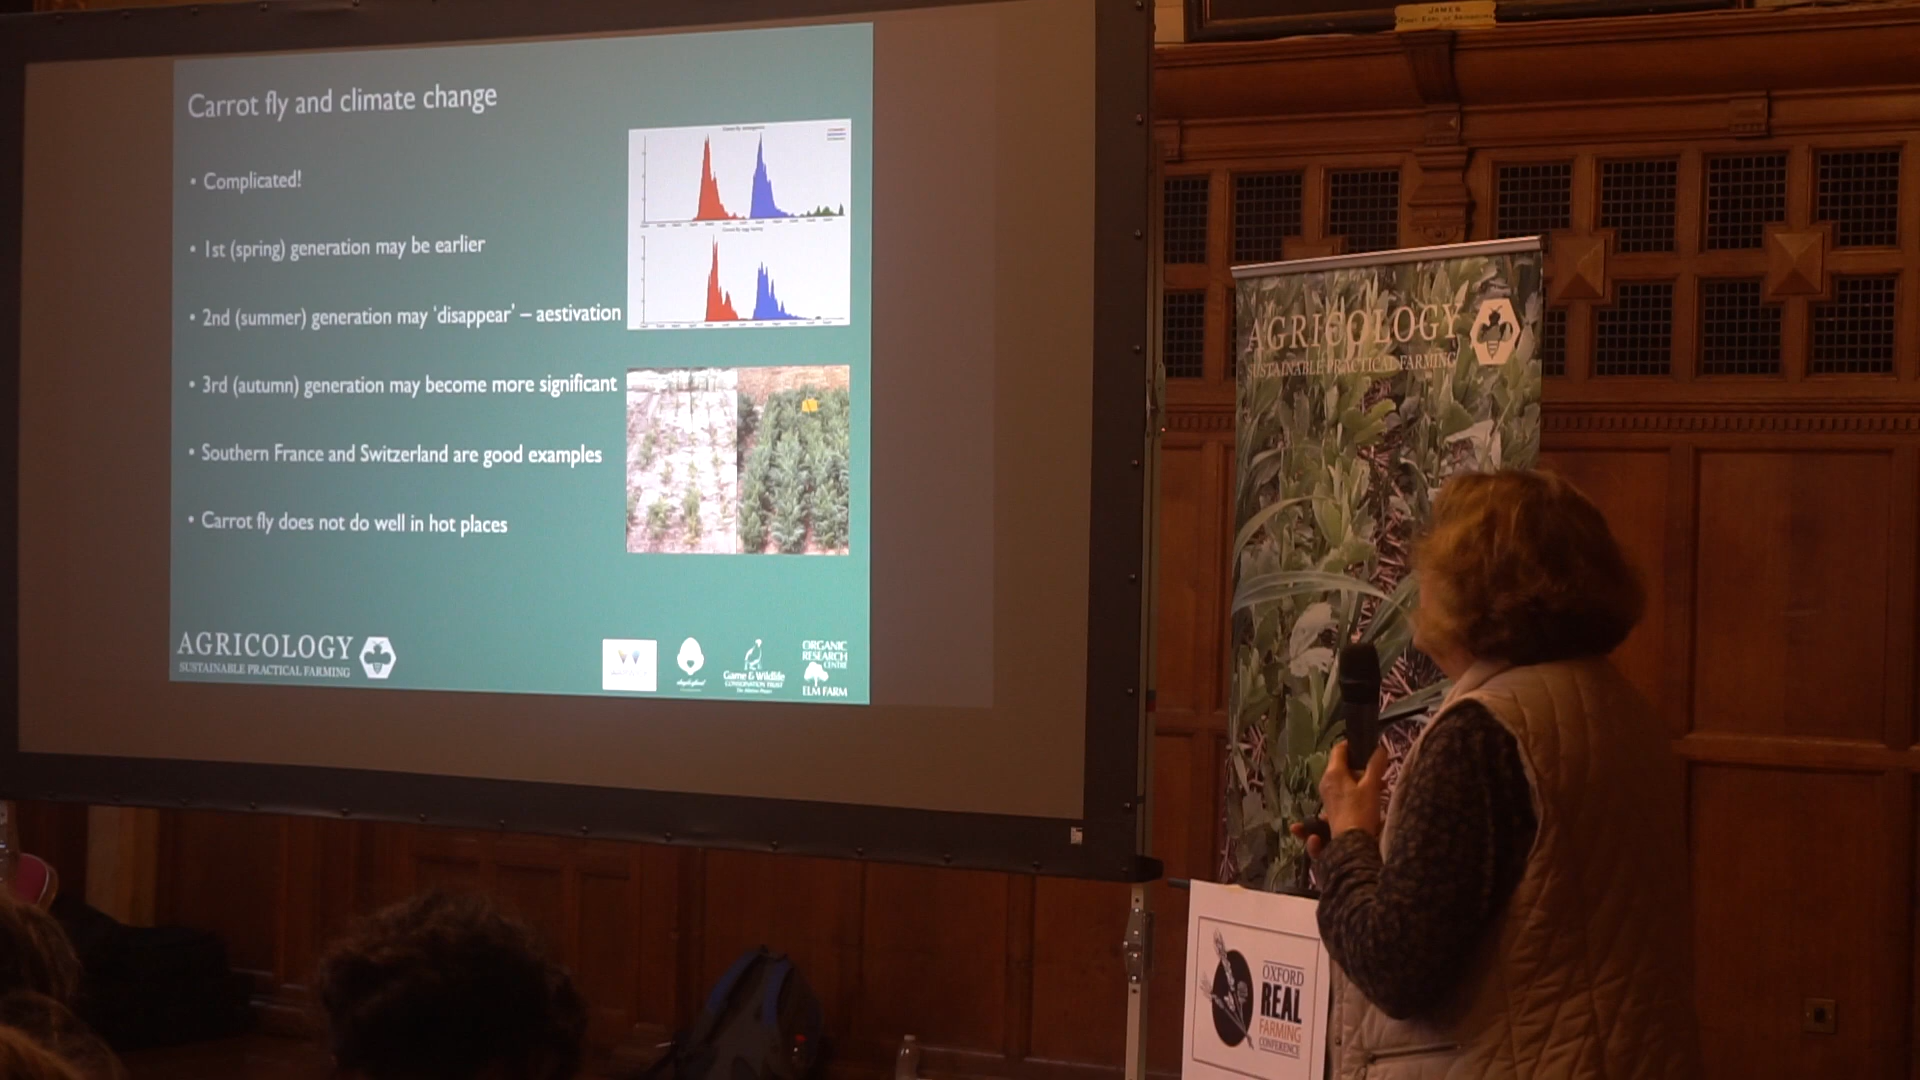 JAMES
Carrot fly and climate change
• Complicated!
• 1st (spring) generation may be earlier
• 2nd (summer) generation may 'disappear' – aestivation
• 3rd (autumn) generation may become more significant
• Southern France and Switzerland are good examples
• Carrot fly does not do well in hot places
AGRICOLOGY
SUSTAINABLE PRACTICAL FARMING
Game & Wildlife
CONSERVATION TRUST
ORGANIC
RESEARCH
CENTRE
ELM FARM
AGRICOLOGY
SUSTAINABLE PRACTICAL FARMING
OXFORD
REAL
FARMING
CONFERENCE